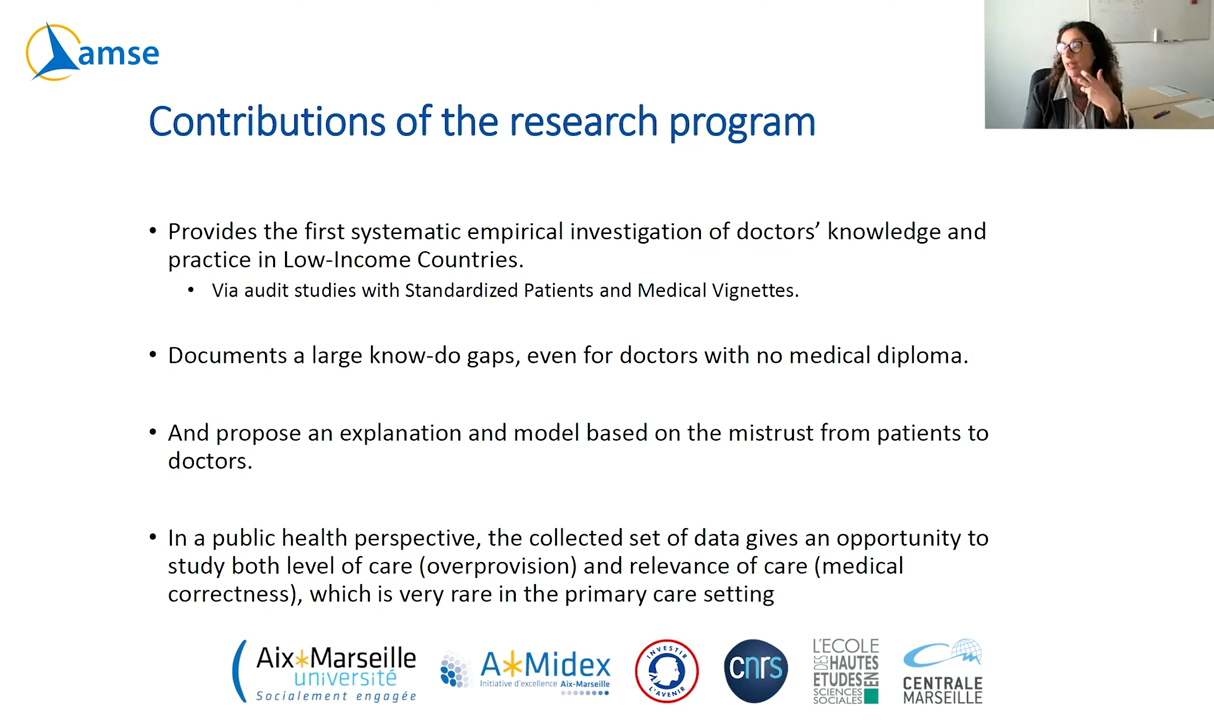 amse
Contributions of the research program
• Provides the first systematic empirical investigation of doctors’ knowledge and
practice in Low-Income Countries.
• Via audit studies with Standardized Patients and Medical Vignettes.
• Documents a large know-do gaps, even for doctors with no medical diploma.
• And propose an explanation and model based on the mistrust from patients to
doctors.
• In a public health perspective, the collected set of data gives an opportunity to
study both level of care (overprovision) and relevance of care (medical
correctness), which is very rare in the primary care setting
Aix*Marseille
université
Socialement engagée
A*Midex
Initiative d'excellence Aix-Marseille
INVESTIR
L'AVENIR
cnrs
L'ECOLE
DES HAUTES
ETUDES EN
SCIENCES
SOCIALES
CENTRALE
MARSEILLE